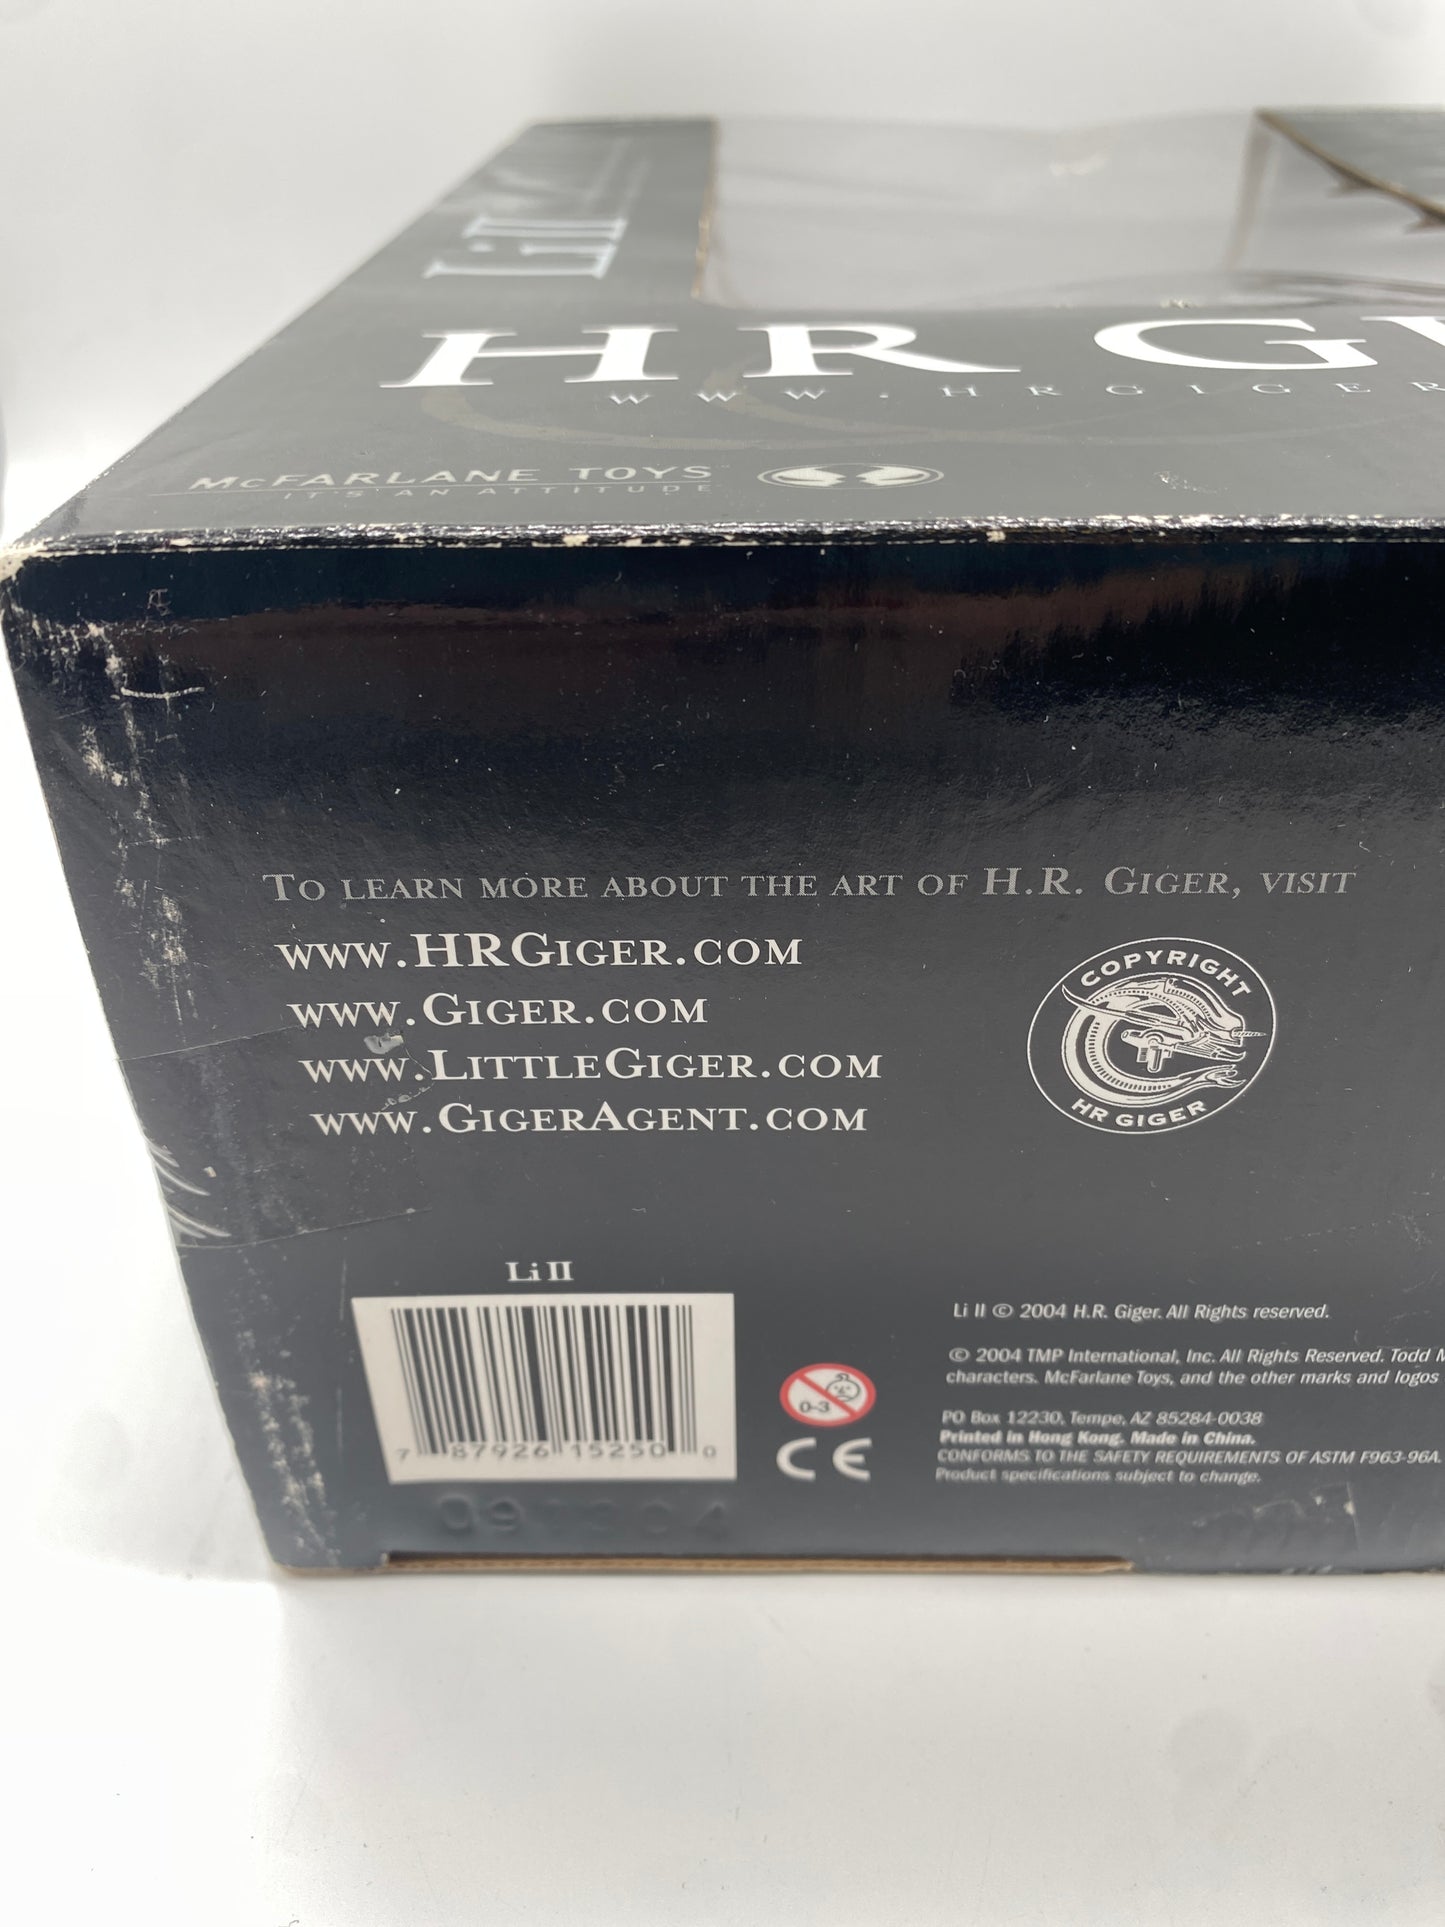 Li II
HR GI
WWW.HRGIGER
McFARLANE TOYS™
IT'S AN ATTITUDE
TO LEARN MORE ABOUT THE ART OF H.R. GIGER, VISIT
WWW.HRGIGER.COM
WWW.GIGER.COM
WWW.LITTLEGIGER.COM
WWW.GIGERAGENT.COM
COPYRIGHT
HR GIGER
Li II
7 87926 15250 0
0-3
CE
Li II © 2004 H.R. Giger. All Rights reserved.
© 2004 TMP International, Inc. All Rights Reserved. Todd M
characters. McFarlane Toys, and the other marks and logos
PO Box 12230, Tempe, AZ 85284-0038
Printed in Hong Kong. Made in China.
CONFORMS TO THE SAFETY REQUIREMENTS OF ASTM F963-96A.
Product specifications subject to change.